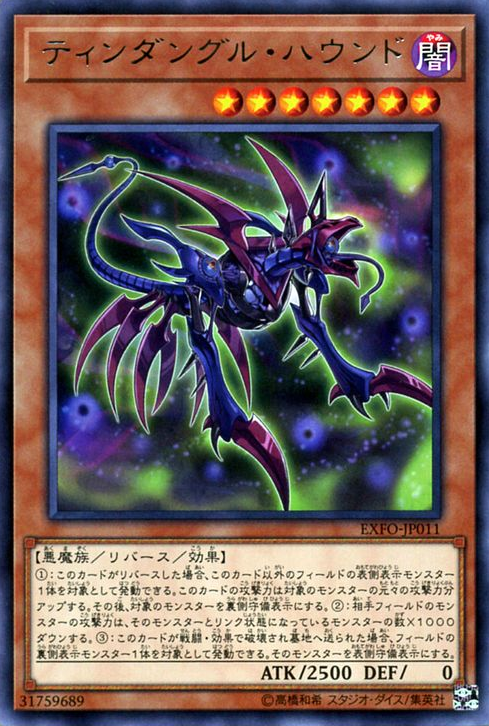 ティンダングル・ハウンド
闇
EXFO-JP011
【悪魔族／リバース／効果】
①：このカードがリバースした場合、このカード以外のフィールドの表側表示モンスター
1体を対象として発動できる。このカードの攻撃力は対象のモンスターの元々の攻撃力分
アップする。その後、対象のモンスターを裏側守備表示にする。②：相手フィールドのモン
スターの攻撃力は、そのモンスターとリンク状態になっているモンスターの数×1000
ダウンする。③：このカードが戦闘・効果で破壊され墓地へ送られた場合、フィールドの
裏側表示モンスター1体を対象として発動できる。そのモンスターを表側守備表示にする。
ATK/2500 DEF/ 0
31759689
©高橋和希 スタジオ・ダイス/集英社